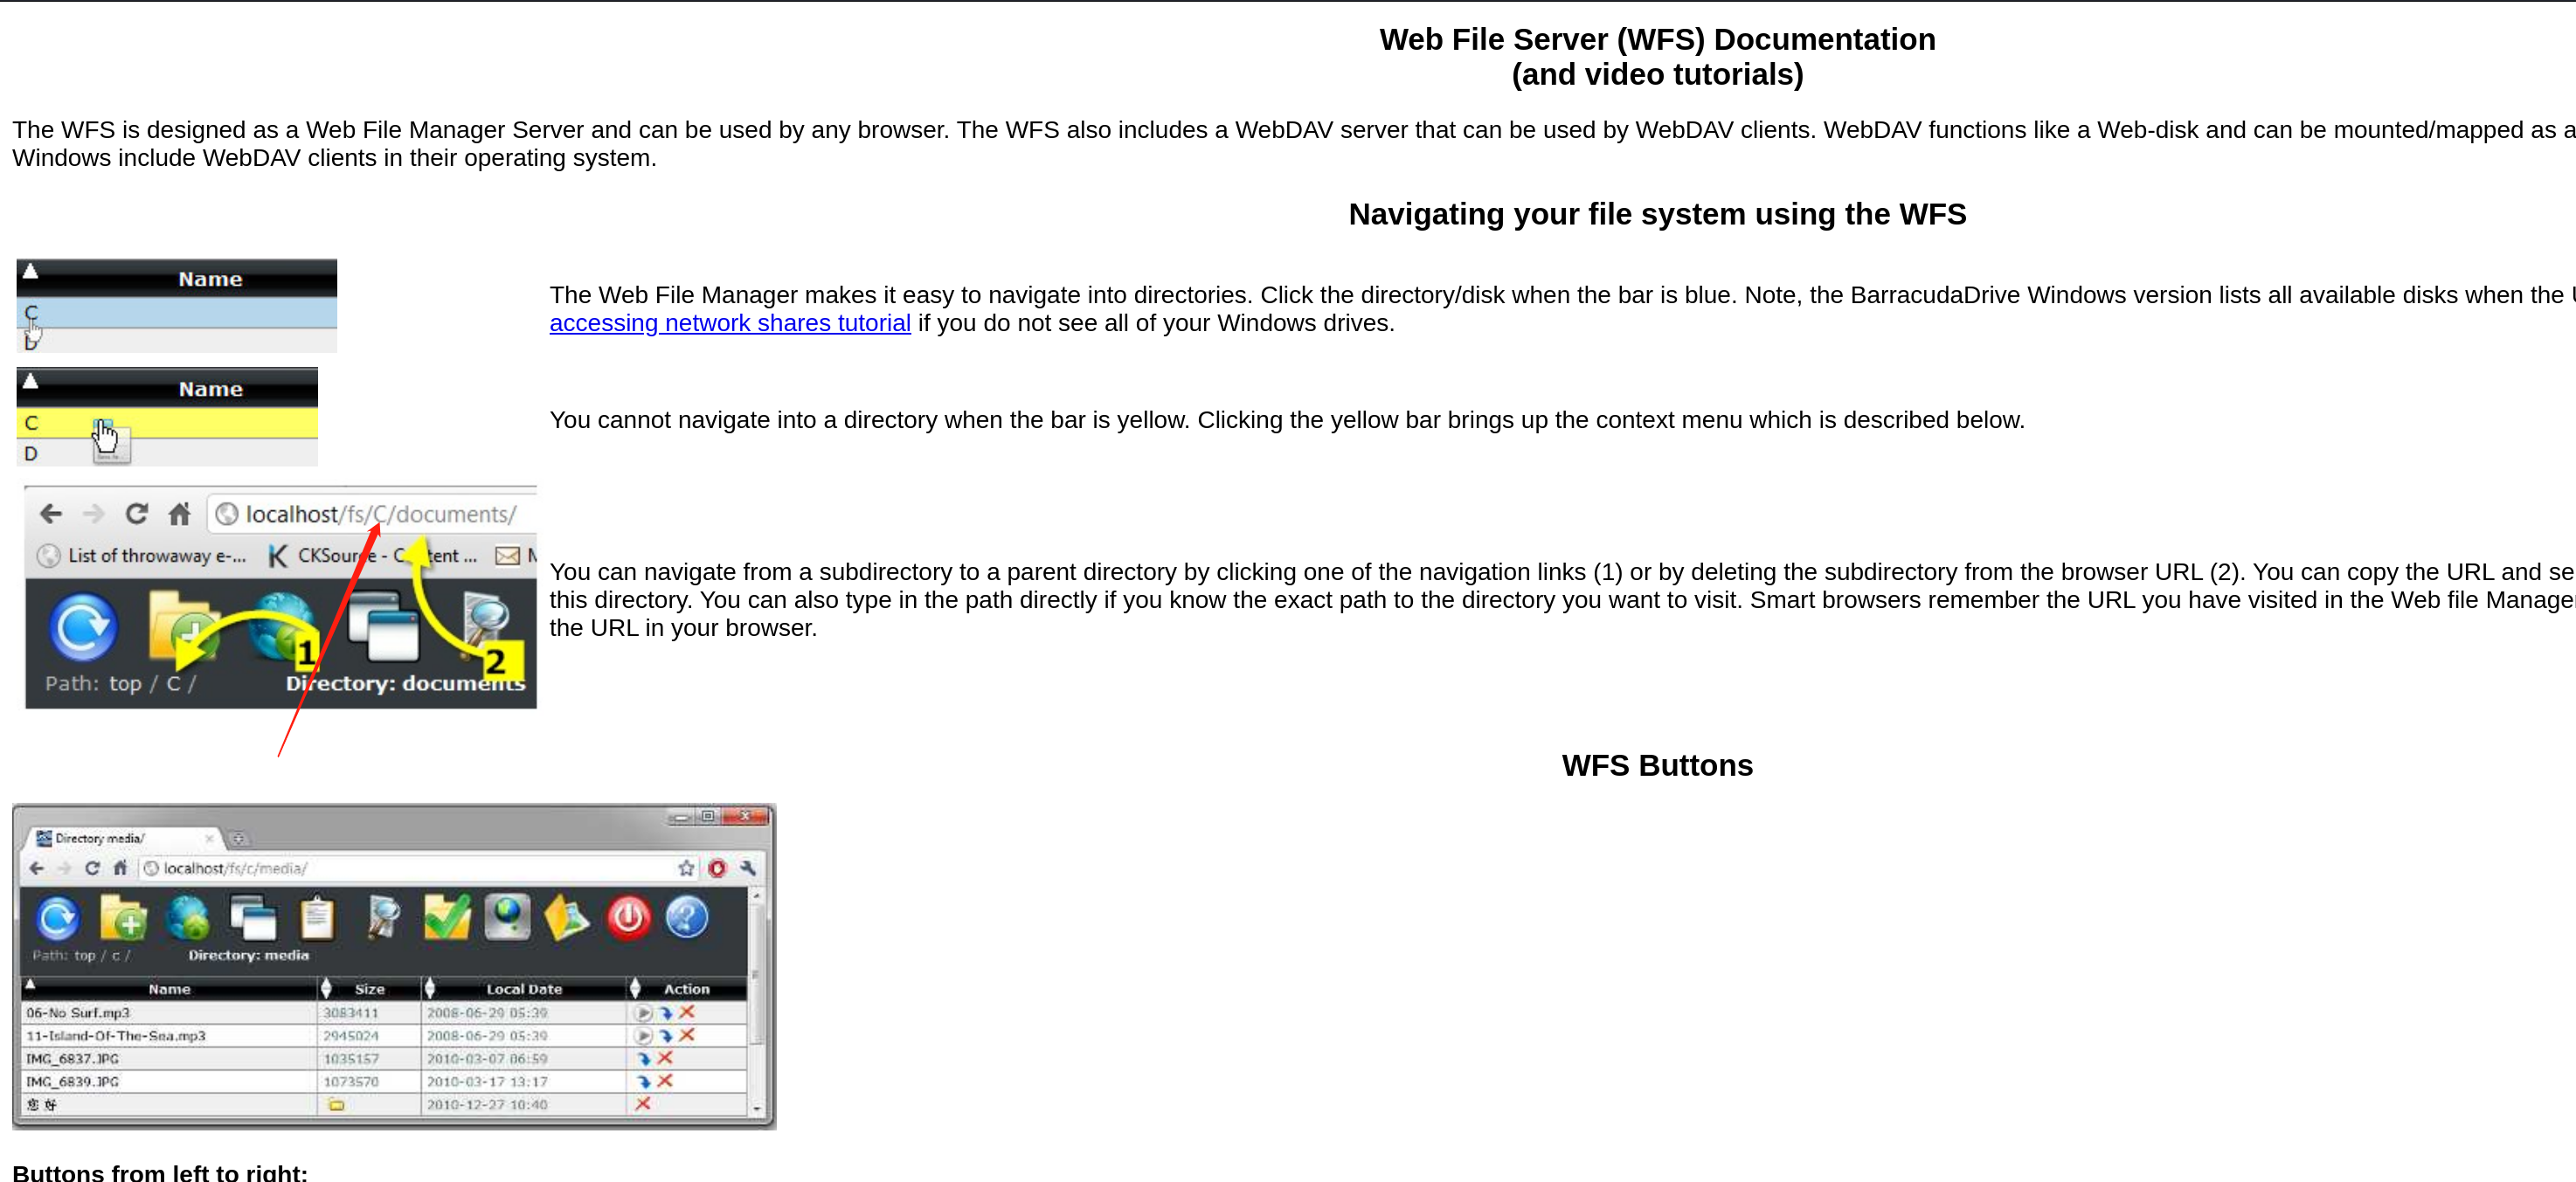 Web File Server (WFS) Documentation
(and video tutorials)
The WFS is designed as a Web File Manager Server and can be used by any browser. The WFS also includes a WebDAV server that can be used by WebDAV clients. WebDAV functions like a Web-disk and can be mounted/mapped as a
Windows include WebDAV clients in their operating system.
Navigating your file system using the WFS
Name
C
D
The Web File Manager makes it easy to navigate into directories. Click the directory/disk when the bar is blue. Note, the BarracudaDrive Windows version lists all available disks when the U
accessing network shares tutorial if you do not see all of your Windows drives.
Name
C
D
You cannot navigate into a directory when the bar is yellow. Clicking the yellow bar brings up the context menu which is described below.
localhost/fs/C/documents/
List of throwaway e-... CKSource - Content ... M
1
2
Path: top / C / Directory: documents
You can navigate from a subdirectory to a parent directory by clicking one of the navigation links (1) or by deleting the subdirectory from the browser URL (2). You can copy the URL and se
this directory. You can also type in the path directly if you know the exact path to the directory you want to visit. Smart browsers remember the URL you have visited in the Web file Manager
the URL in your browser.
WFS Buttons
Directory media/
localhost/fs/c/media/
Path: top / c / Directory: media
Name Size Local Date Action
06-No Surf.mp3 3083411 2008-06-29 05:39
11-Island-Of-The-Sea.mp3 2945024 2008-06-29 05:39
IMG_6837.JPG 1035157 2010-03-07 06:59
IMG_6839.JPG 1073570 2010-03-17 13:17
您 好 2010-12-27 10:40
Buttons from left to right: